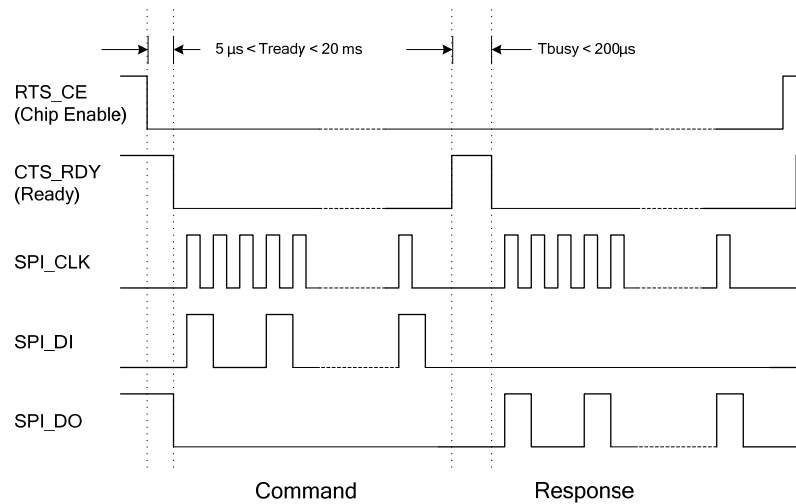 5 µs < Tready < 20 ms
Tbusy < 200µs
RTS_CE
(Chip Enable)
CTS_RDY
(Ready)
SPI_CLK
SPI_DI
SPI_DO
Command
Response